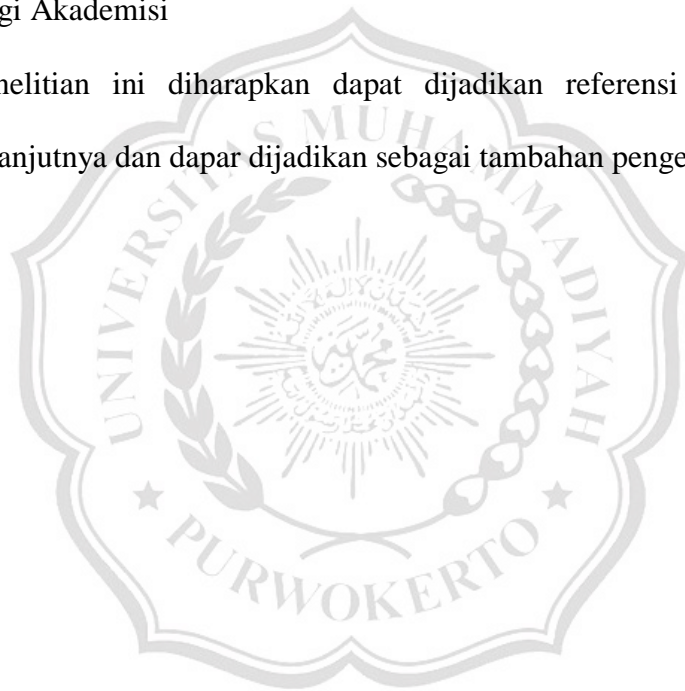 gi Akademisi
nelitian ini diharapkan dapat dijadikan referensi
anjutnya dan dapar dijadikan sebagai tambahan penge
UNIVERSITAS MUHAMMADIYAH
PURWOKERTO